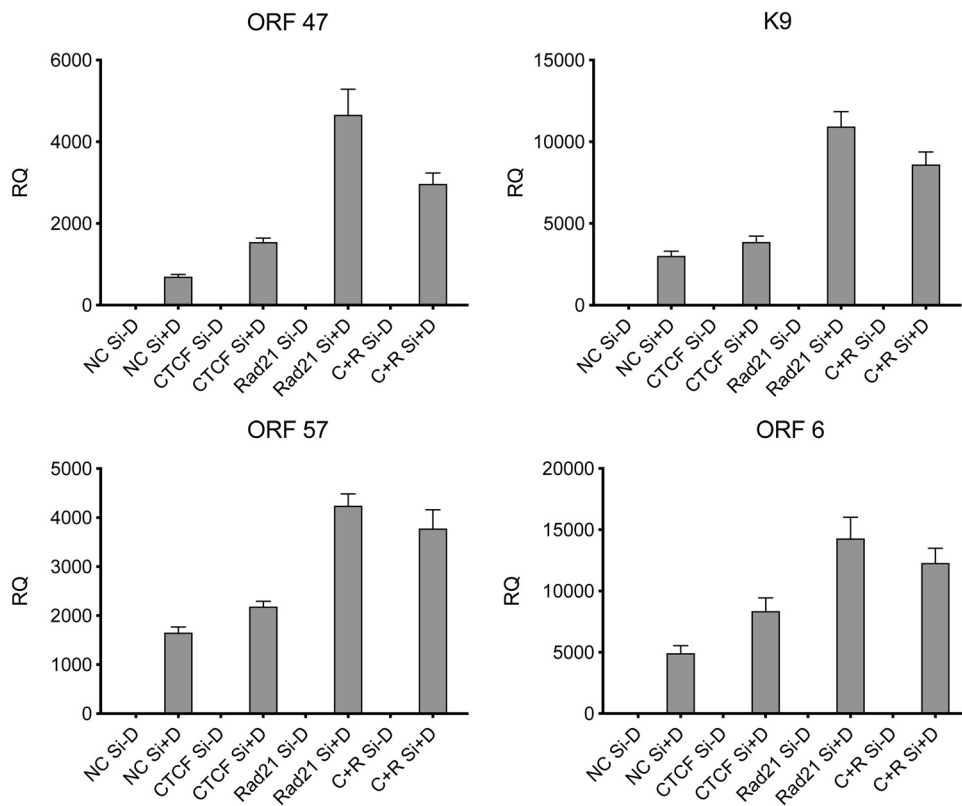 ORF 47
RQ
6000
4000
2000
0
NC Si-D
NC Si+D
CTCF Si-D
CTCF Si+D
Rad21 Si-D
Rad21 Si+D
C+R Si-D
C+R Si+D
K9
RQ
15000
10000
5000
0
NC Si-D
NC Si+D
CTCF Si-D
CTCF Si+D
Rad21 Si-D
Rad21 Si+D
C+R Si-D
C+R Si+D
ORF 57
RQ
5000
4000
3000
2000
1000
0
NC Si-D
NC Si+D
CTCF Si-D
CTCF Si+D
Rad21 Si-D
Rad21 Si+D
C+R Si-D
C+R Si+D
ORF 6
RQ
20000
15000
10000
5000
0
NC Si-D
NC Si+D
CTCF Si-D
CTCF Si+D
Rad21 Si-D
Rad21 Si+D
C+R Si-D
C+R Si+D